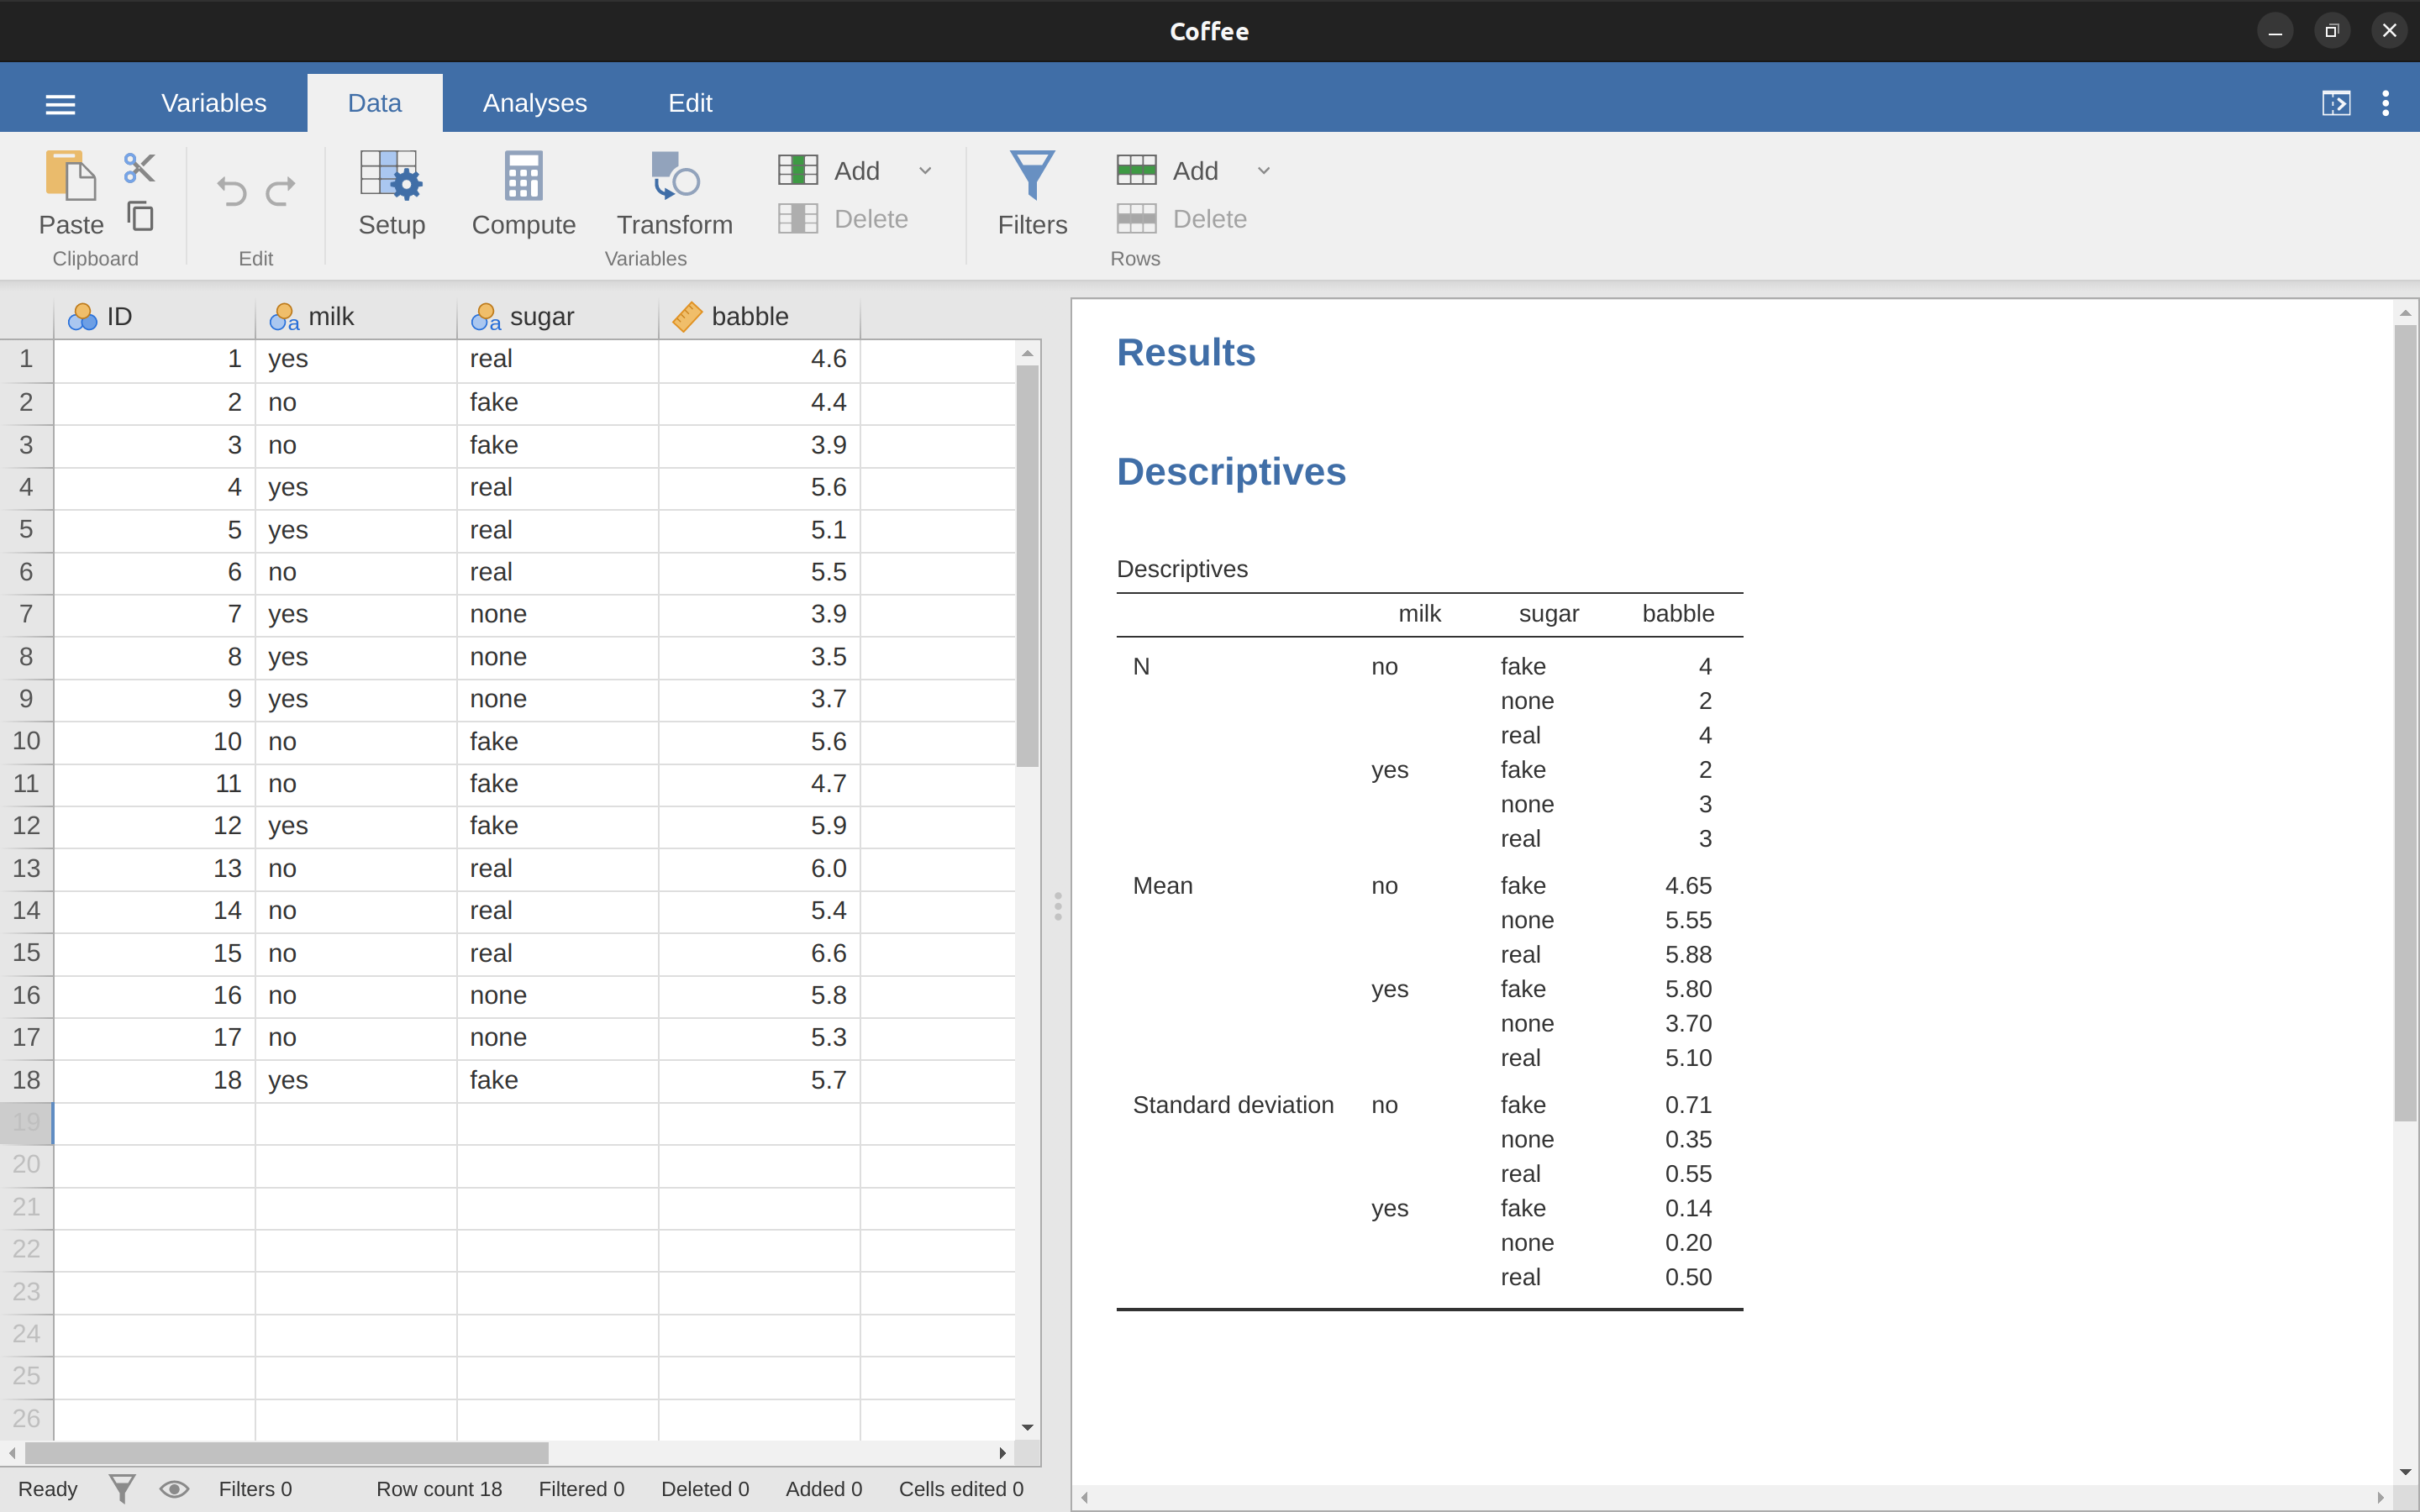 Coffee
Variables Data Analyses Edit
Paste Setup Compute Transform Add Delete Filters Add Delete
Clipboard Edit Variables Rows
ID milk sugar babble
1 1 yes real 4.6
2 2 no fake 4.4
3 3 no fake 3.9
4 4 yes real 5.6
5 5 yes real 5.1
6 6 no real 5.5
7 7 yes none 3.9
8 8 yes none 3.5
9 9 yes none 3.7
10 10 no fake 5.6
11 11 no fake 4.7
12 12 yes fake 5.9
13 13 no real 6.0
14 14 no real 5.4
15 15 no real 6.6
16 16 no none 5.8
17 17 no none 5.3
18 18 yes fake 5.7
19
20
21
22
23
24
25
26
Ready Filters 0 Row count 18 Filtered 0 Deleted 0 Added 0 Cells edited 0
Results
Descriptives
Descriptives
milk sugar babble
N no fake 4
none 2
real 4
yes fake 2
none 3
real 3
Mean no fake 4.65
none 5.55
real 5.88
yes fake 5.80
none 3.70
real 5.10
Standard deviation no fake 0.71
none 0.35
real 0.55
yes fake 0.14
none 0.20
real 0.50